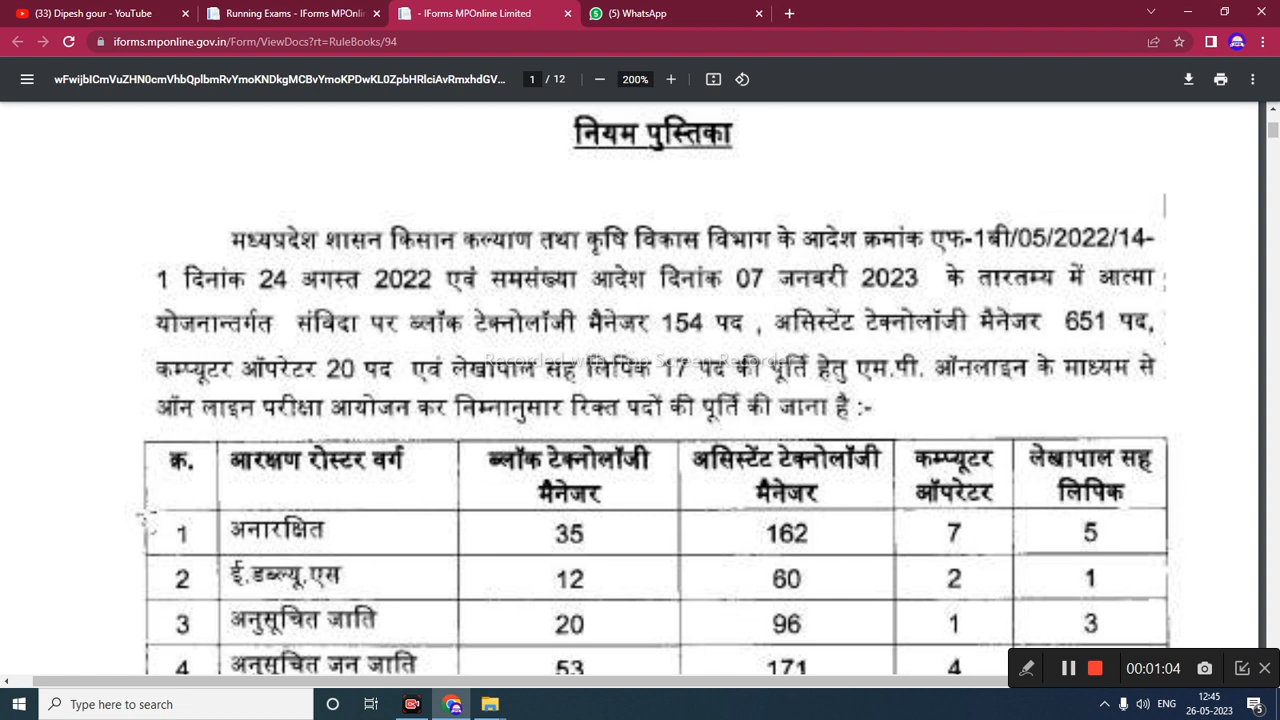 (33) Dipesh gour - YouTube
Running Exams - IForms MPOnlin
- IForms MPOnline Limited
(5) WhatsApp
iforms.mponline.gov.in/Form/ViewDocs?rt=RuleBooks/94
1 / 12
200%
नियम पुस्तिका
मध्यप्रदेश शासन किसान कल्याण तथा कृषि विकास विभाग के आदेश क्रमांक एफ-1बी/05/2022/14-
1 दिनांक 24 अगस्त 2022 एवं समसंख्या आदेश दिनांक 07 जनवरी 2023 के तारतम्य में आत्मा
योजनान्तर्गत संविदा पर ब्लॉक टेक्नोलॉजी मैनेजर 154 पद , असिस्टेंट टेक्नोलॉजी मैनेजर 651 पद,
कम्प्यूटर ऑपरेटर 20 पद एवं लेखापाल सह लिपिक 17 पद की पूर्ति हेतु एम.पी. ऑनलाइन के माध्यम से
ऑन लाइन परीक्षा आयोजन कर निम्नानुसार रिक्त पदों की पूर्ति की जाना है :-
क्र. आरक्षण रोस्टर वर्ग ब्लॉक टेक्नोलॉजी असिस्टेंट टेक्नोलॉजी कम्प्यूटर लेखापाल सह
मैनेजर मैनेजर ऑपरेटर लिपिक
1 अनारक्षित 35 162 7 5
2 ई.डब्ल्यू.एस 12 60 2 1
3 अनुसूचित जाति 20 96 1 3
4 अनुसूचित जन जाति 53 171 4
00:01:04
Type here to search
ENG
12:45
26-05-2023
5